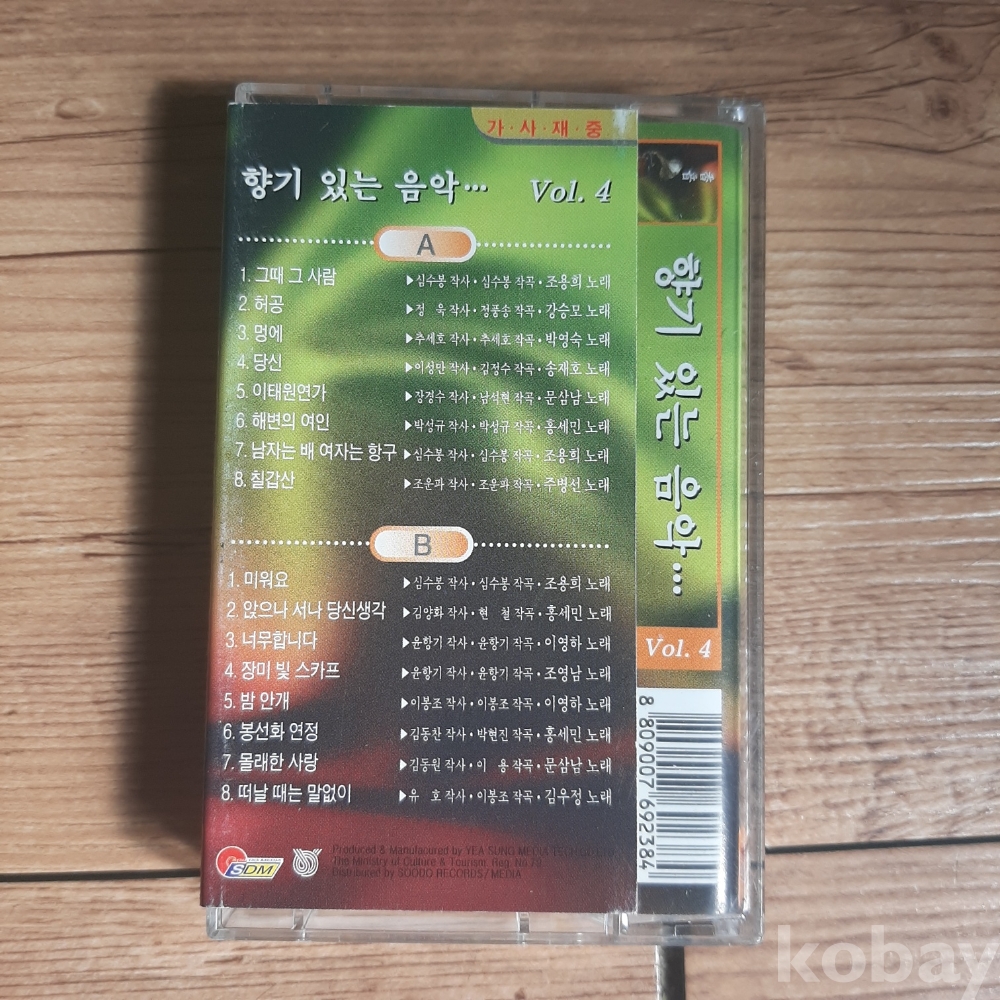 가·사·재·중
향기 있는 음악··· Vol. 4
A
1. 그때 그 사람 ▶심수봉 작사·심수봉 작곡·조용희 노래
2. 허공 ▶정 욱 작사·정풍송 작곡·강승모 노래
3. 멍에 ▶추세호 작사·추세호 작곡·박영숙 노래
4. 당신 ▶이성만 작사·김정수 작곡·송재호 노래
5. 이태원연가 ▶장경수 작사·남석현 작곡·문삼남 노래
6. 해변의 여인 ▶박성규 작사·박성규 작곡·홍세민 노래
7. 남자는 배 여자는 항구 ▶심수봉 작사·심수봉 작곡·조용희 노래
8. 칠갑산 ▶조운파 작사·조운파 작곡·주병선 노래
B
1. 미워요 ▶심수봉 작사·심수봉 작곡·조용희 노래
2. 앉으나 서나 당신생각 ▶김양화 작사·현 철 작곡·홍세민 노래
3. 너무합니다 ▶윤항기 작사·윤항기 작곡·이영하 노래
4. 장미 빛 스카프 ▶윤항기 작사·윤항기 작곡·조영남 노래
5. 밤 안개 ▶이봉조 작사·이봉조 작곡·이영하 노래
6. 봉선화 연정 ▶김동찬 작사·박현진 작곡·홍세민 노래
7. 몰래한 사랑 ▶김동원 작사·이 용 작곡·문삼남 노래
8. 떠날 때는 말없이 ▶유 호 작사·이봉조 작곡·김우정 노래
SDM
Produced & Manufactured by YEA SUNG MEDIA
The Ministry of Culture & Tourism. Reg. No.
Distributed by SOODO RECORDS/MEDIA
향기 있는 음악···
Vol. 4
8 809007 692384
kobay